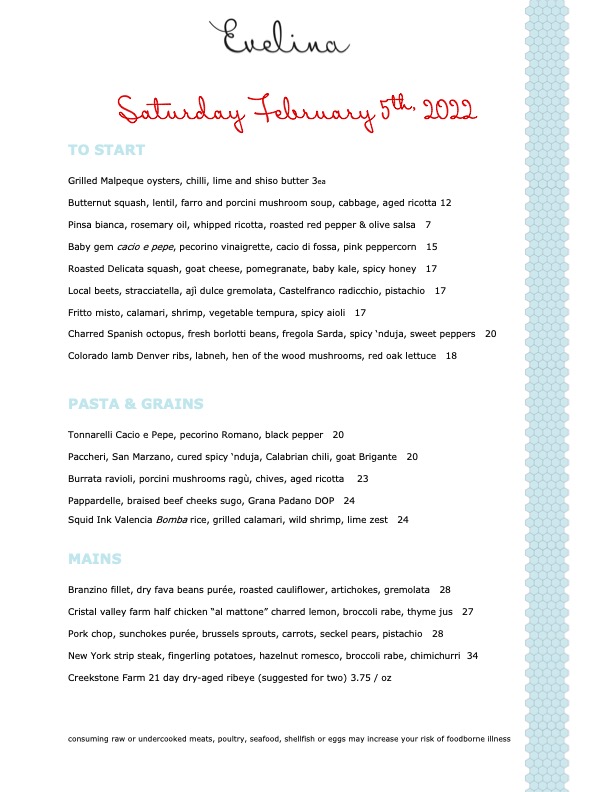 Evelina
Saturday February 5th, 2022
TO START
Grilled Malpeque oysters, chilli, lime and shiso butter 3ea
Butternut squash, lentil, farro and porcini mushroom soup, cabbage, aged ricotta 12
Pinsa bianca, rosemary oil, whipped ricotta, roasted red pepper & olive salsa 7
Baby gem cacio e pepe, pecorino vinaigrette, cacio di fossa, pink peppercorn 15
Roasted Delicata squash, goat cheese, pomegranate, baby kale, spicy honey 17
Local beets, stracciatella, ajì dulce gremolata, Castelfranco radicchio, pistachio 17
Fritto misto, calamari, shrimp, vegetable tempura, spicy aioli 17
Charred Spanish octopus, fresh borlotti beans, fregola Sarda, spicy ‘nduja, sweet peppers 20
Colorado lamb Denver ribs, labneh, hen of the wood mushrooms, red oak lettuce 18
PASTA & GRAINS
Tonnarelli Cacio e Pepe, pecorino Romano, black pepper 20
Paccheri, San Marzano, cured spicy ‘nduja, Calabrian chili, goat Brigante 20
Burrata ravioli, porcini mushrooms ragù, chives, aged ricotta 23
Pappardelle, braised beef cheeks sugo, Grana Padano DOP 24
Squid Ink Valencia Bomba rice, grilled calamari, wild shrimp, lime zest 24
MAINS
Branzino fillet, dry fava beans purée, roasted cauliflower, artichokes, gremolata 28
Cristal valley farm half chicken “al mattone” charred lemon, broccoli rabe, thyme jus 27
Pork chop, sunchokes purée, brussels sprouts, carrots, seckel pears, pistachio 28
New York strip steak, fingerling potatoes, hazelnut romesco, broccoli rabe, chimichurri 34
Creekstone Farm 21 day dry-aged ribeye (suggested for two) 3.75 / oz
consuming raw or undercooked meats, poultry, seafood, shellfish or eggs may increase your risk of foodborne illness